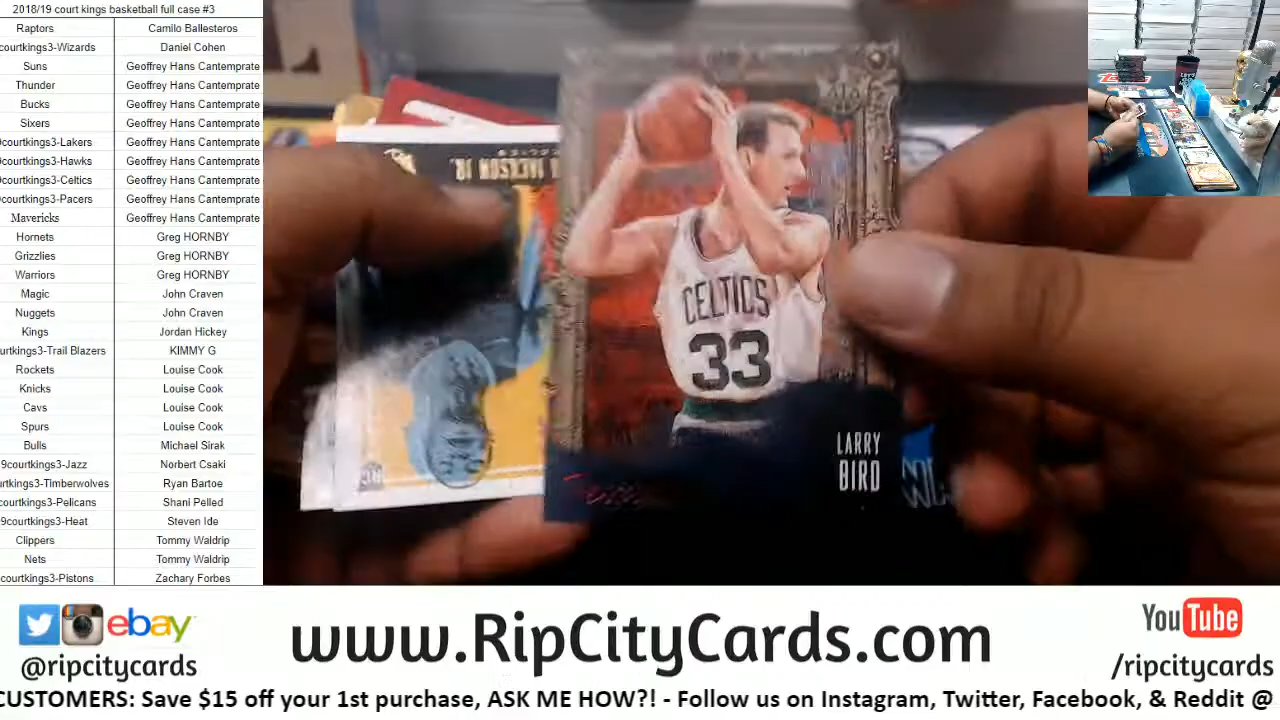 2018/19 court kings basketball full case #3
Raptors Camilo Ballesteros
courtkings3-Wizards Daniel Cohen
Suns Geoffrey Hans Cantemprate
Thunder Geoffrey Hans Cantemprate
Bucks Geoffrey Hans Cantemprate
Sixers Geoffrey Hans Cantemprate
9courtkings3-Lakers Geoffrey Hans Cantemprate
9courtkings3-Hawks Geoffrey Hans Cantemprate
9courtkings3-Celtics Geoffrey Hans Cantemprate
9courtkings3-Pacers Geoffrey Hans Cantemprate
Mavericks Geoffrey Hans Cantemprate
Hornets Greg HORNBY
Grizzlies Greg HORNBY
Warriors Greg HORNBY
Magic John Craven
Nuggets John Craven
Kings Jordan Hickey
urtkings3-Trail Blazers KIMMY G
Rockets Louise Cook
Knicks Louise Cook
Cavs Louise Cook
Spurs Louise Cook
Bulls Michael Sirak
9courtkings3-Jazz Norbert Csaki
urtkings3-Timberwolves Ryan Bartoe
courtkings3-Pelicans Shani Pelled
9courtkings3-Heat Steven Ide
Clippers Tommy Waldrip
Nets Tommy Waldrip
courtkings3-Pistons Zachary Forbes
JACKSON JR.
CELTICS
33
LARRY
BIRD
ebay
@ripcitycards
www.RipCityCards.com
YouTube
/ripcitycards
CUSTOMERS: Save $15 off your 1st purchase, ASK ME HOW?! - Follow us on Instagram, Twitter, Facebook, & Reddit @